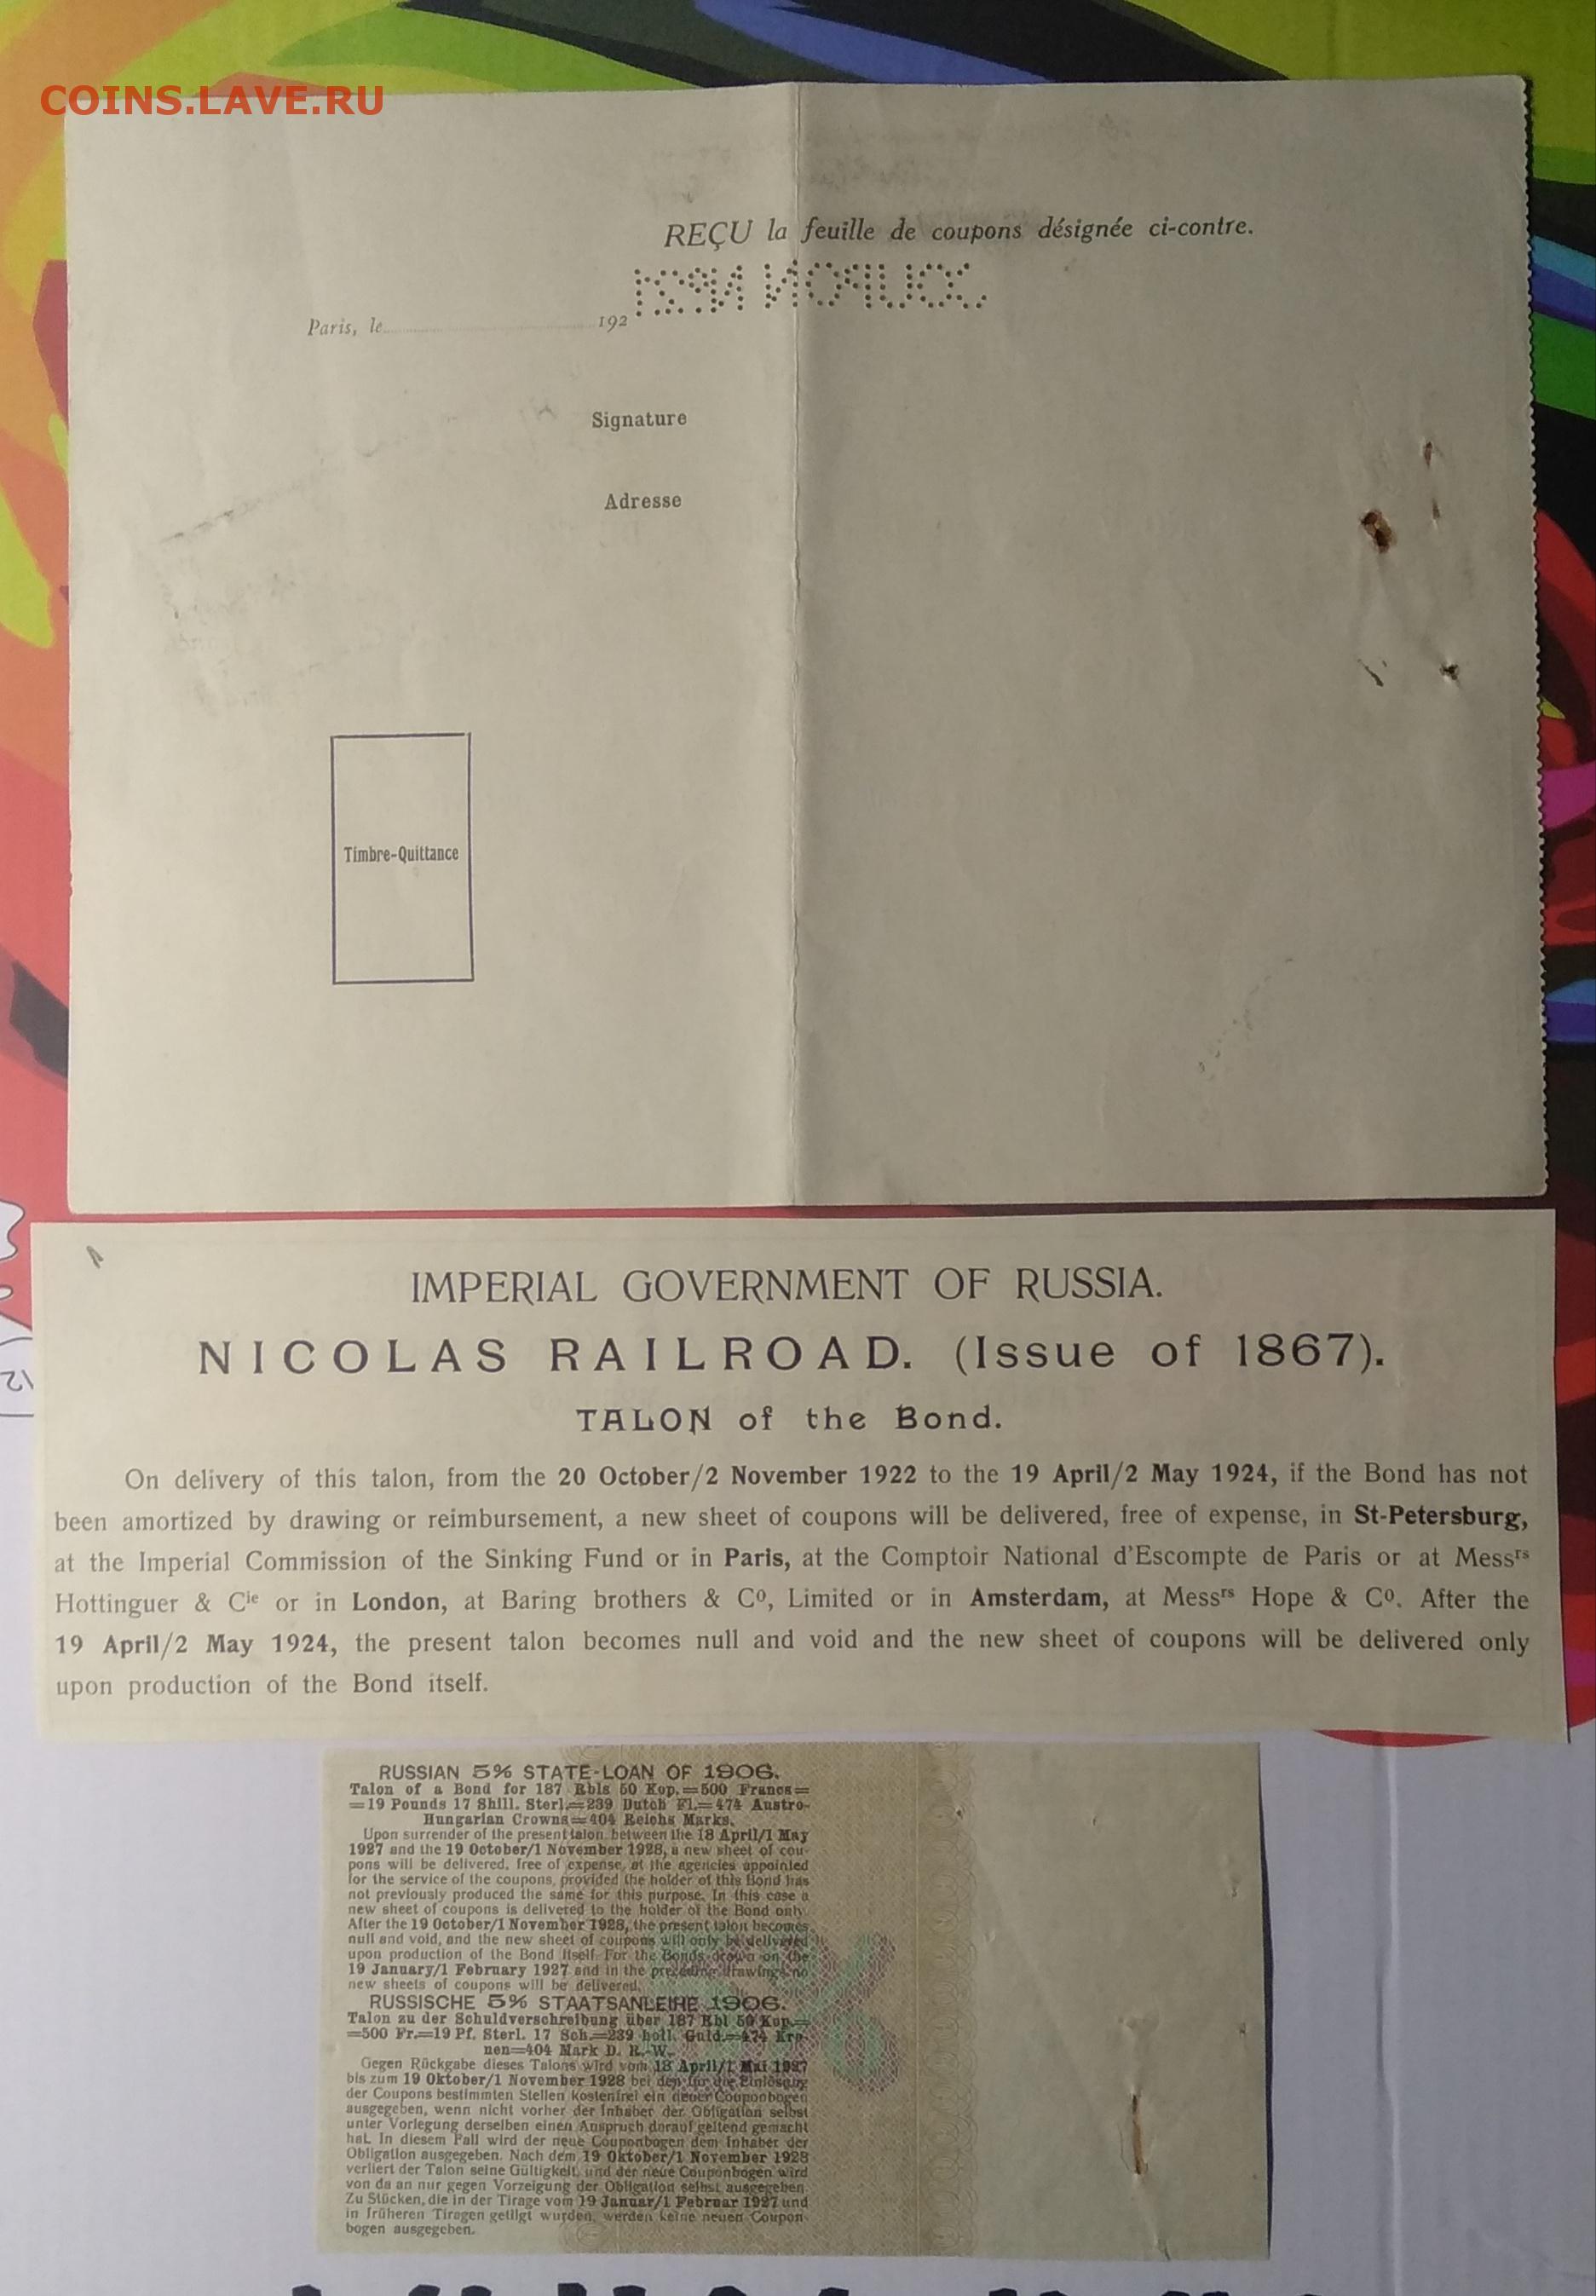 COINS.LAVE.RU
REÇU la feuille de coupons désignée ci-contre.
Paris, le 192
Signature
Adresse
Timbre-Quittance
IMPERIAL GOVERNMENT OF RUSSIA.
NICOLAS RAILROAD. (Issue of 1867).
TALON of the Bond.
On delivery of this talon, from the 20 October/2 November 1922 to the 19 April/2 May 1924, if the Bond has not
been amortized by drawing or reimbursement, a new sheet of coupons will be delivered, free of expense, in St-Petersburg,
at the Imperial Commission of the Sinking Fund or in Paris, at the Comptoir National d'Escompte de Paris or at Messrs
Hottinguer & Cie or in London, at Baring brothers & Co, Limited or in Amsterdam, at Messrs Hope & Co. After the
19 April/2 May 1924, the present talon becomes null and void and the new sheet of coupons will be delivered only
upon production of the Bond itself.
RUSSIAN 5% STATE-LOAN OF 1906.
Talon of a Bond for 187 Rbls 50 Kop.=500 Francs=
=19 Pounds 17 Shill. Sterl.=239 Dutch Fl.=474 Austro-
Hungarian Crowns=404 Reichs Marks.
Upon surrender of the present talon, between the 18 April/1 May
1927 and the 19 October/1 November 1928, a new sheet of cou-
pons will be delivered, free of expense, at the agencies appointed
for the service of the coupons, provided the holder of this Bond has
not previously produced the same for this purpose. In this case a
new sheet of coupons is delivered to the holder of the Bond only.
After the 19 October/1 November 1928, the present talon becomes
null and void, and the new sheet of coupons will only be delivered
upon production of the Bond itself. For the Bonds drawn on the
19 January/1 February 1927 and in the preceding drawings no
new sheets of coupons will be delivered.
RUSSISCHE 5% STAATSANLEIHE 1906.
Talon zu der Schuldverschreibung über 187 Rbl 50 Kop.=
=500 Fr.=19 Pf. Sterl. 17 Sch.=239 holl. Guld.=474 Kro-
nen=404 Mark D. R.-W.
Gegen Rückgabe dieses Talons wird vom 18 April/1 Mai 1927
bis zum 19 Oktober/1 November 1928 bei den für die Einlösung
der Coupons bestimmten Stellen kostenfrei ein neuer Couponbogen
ausgegeben, wenn nicht vorher der Inhaber der Obligation selbst
unter Vorlegung derselben einen Anspruch darauf geltend gemacht
hat. In diesem Fall wird der neue Couponbogen dem Inhaber der
Obligation ausgegeben. Nach dem 19 Oktober/1 November 1928
verliert der Talon seine Gültigkeit, und der neue Couponbogen wird
von da an nur gegen Vorzeigung der Obligation selbst ausgegeben.
Zu Stücken, die in der Tirage vom 19 Januar/1 Februar 1927 und
in früheren Tiragen getilgt wurden, werden keine neuen Coupon-
bogen ausgegeben.